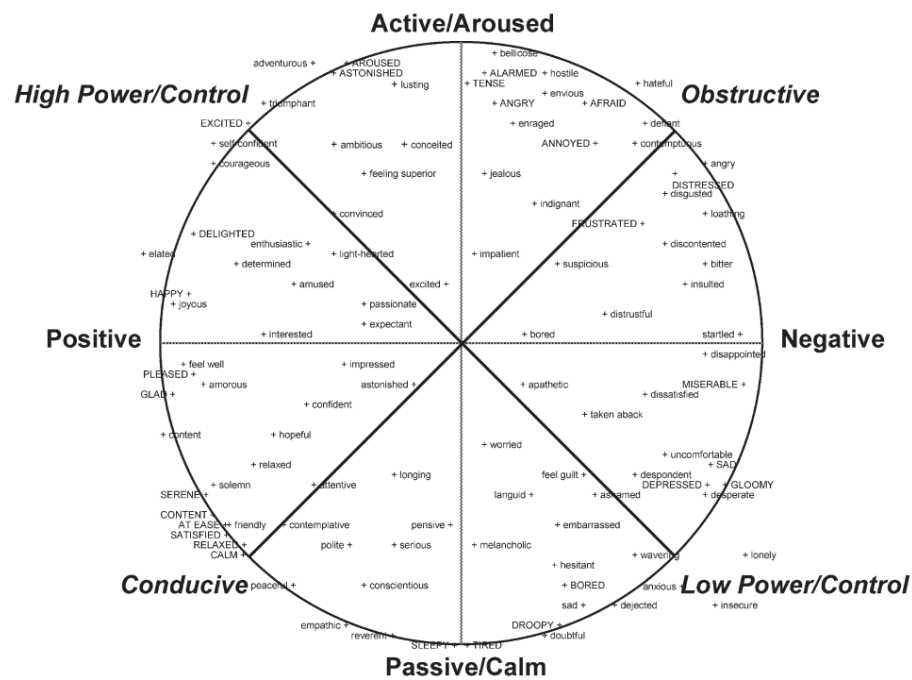 Active/Aroused
+ bellicose
adventurous + + AROUSED
+ ASTONISHED + ALARMED + hostile
+ lusting + TENSE + hateful
High Power/Control + envious Obstructive
+ triumphant + ANGRY + AFRAID
EXCITED + + enraged + defiant
+ self-confident + ambitious + conceited ANNOYED + + contemptuous
+ courageous + angry
+ feeling superior + jealous + DISTRESSED
+ disgusted
+ convinced + indignant + loathing
FRUSTRATED +
+ DELIGHTED
enthusiastic + + discontented
+ elated + light-hearted + impatient
+ determined + suspicious + bitter
+ amused excited + + insulted
HAPPY +
+ joyous + passionate
+ distrustful
+ expectant
+ interested + bored startled +
Positive Negative
+ disappointed
+ feel well + impressed
PLEASED +
+ amorous astonished + + apathetic MISERABLE +
GLAD + + dissatisfied
+ confident
+ taken aback
+ content + hopeful
+ worried
+ uncomfortable
+ relaxed + SAD
+ longing feel guilt + + despondent
+ solemn + attentive DEPRESSED + + GLOOMY
SERENE + languid + + ashamed + desperate
CONTENT +
AT EASE + + friendly + contemplative pensive + + embarrassed
SATISFIED +
RELAXED + polite + + serious + melancholic
CALM + + wavering + lonely
+ hesitant
Conducive peaceful + + conscientious + BORED anxious + Low Power/Control
sad + + dejected + insecure
empathic + DROOPY +
reverent + + doubtful
SLEEPY + + TIRED
Passive/Calm